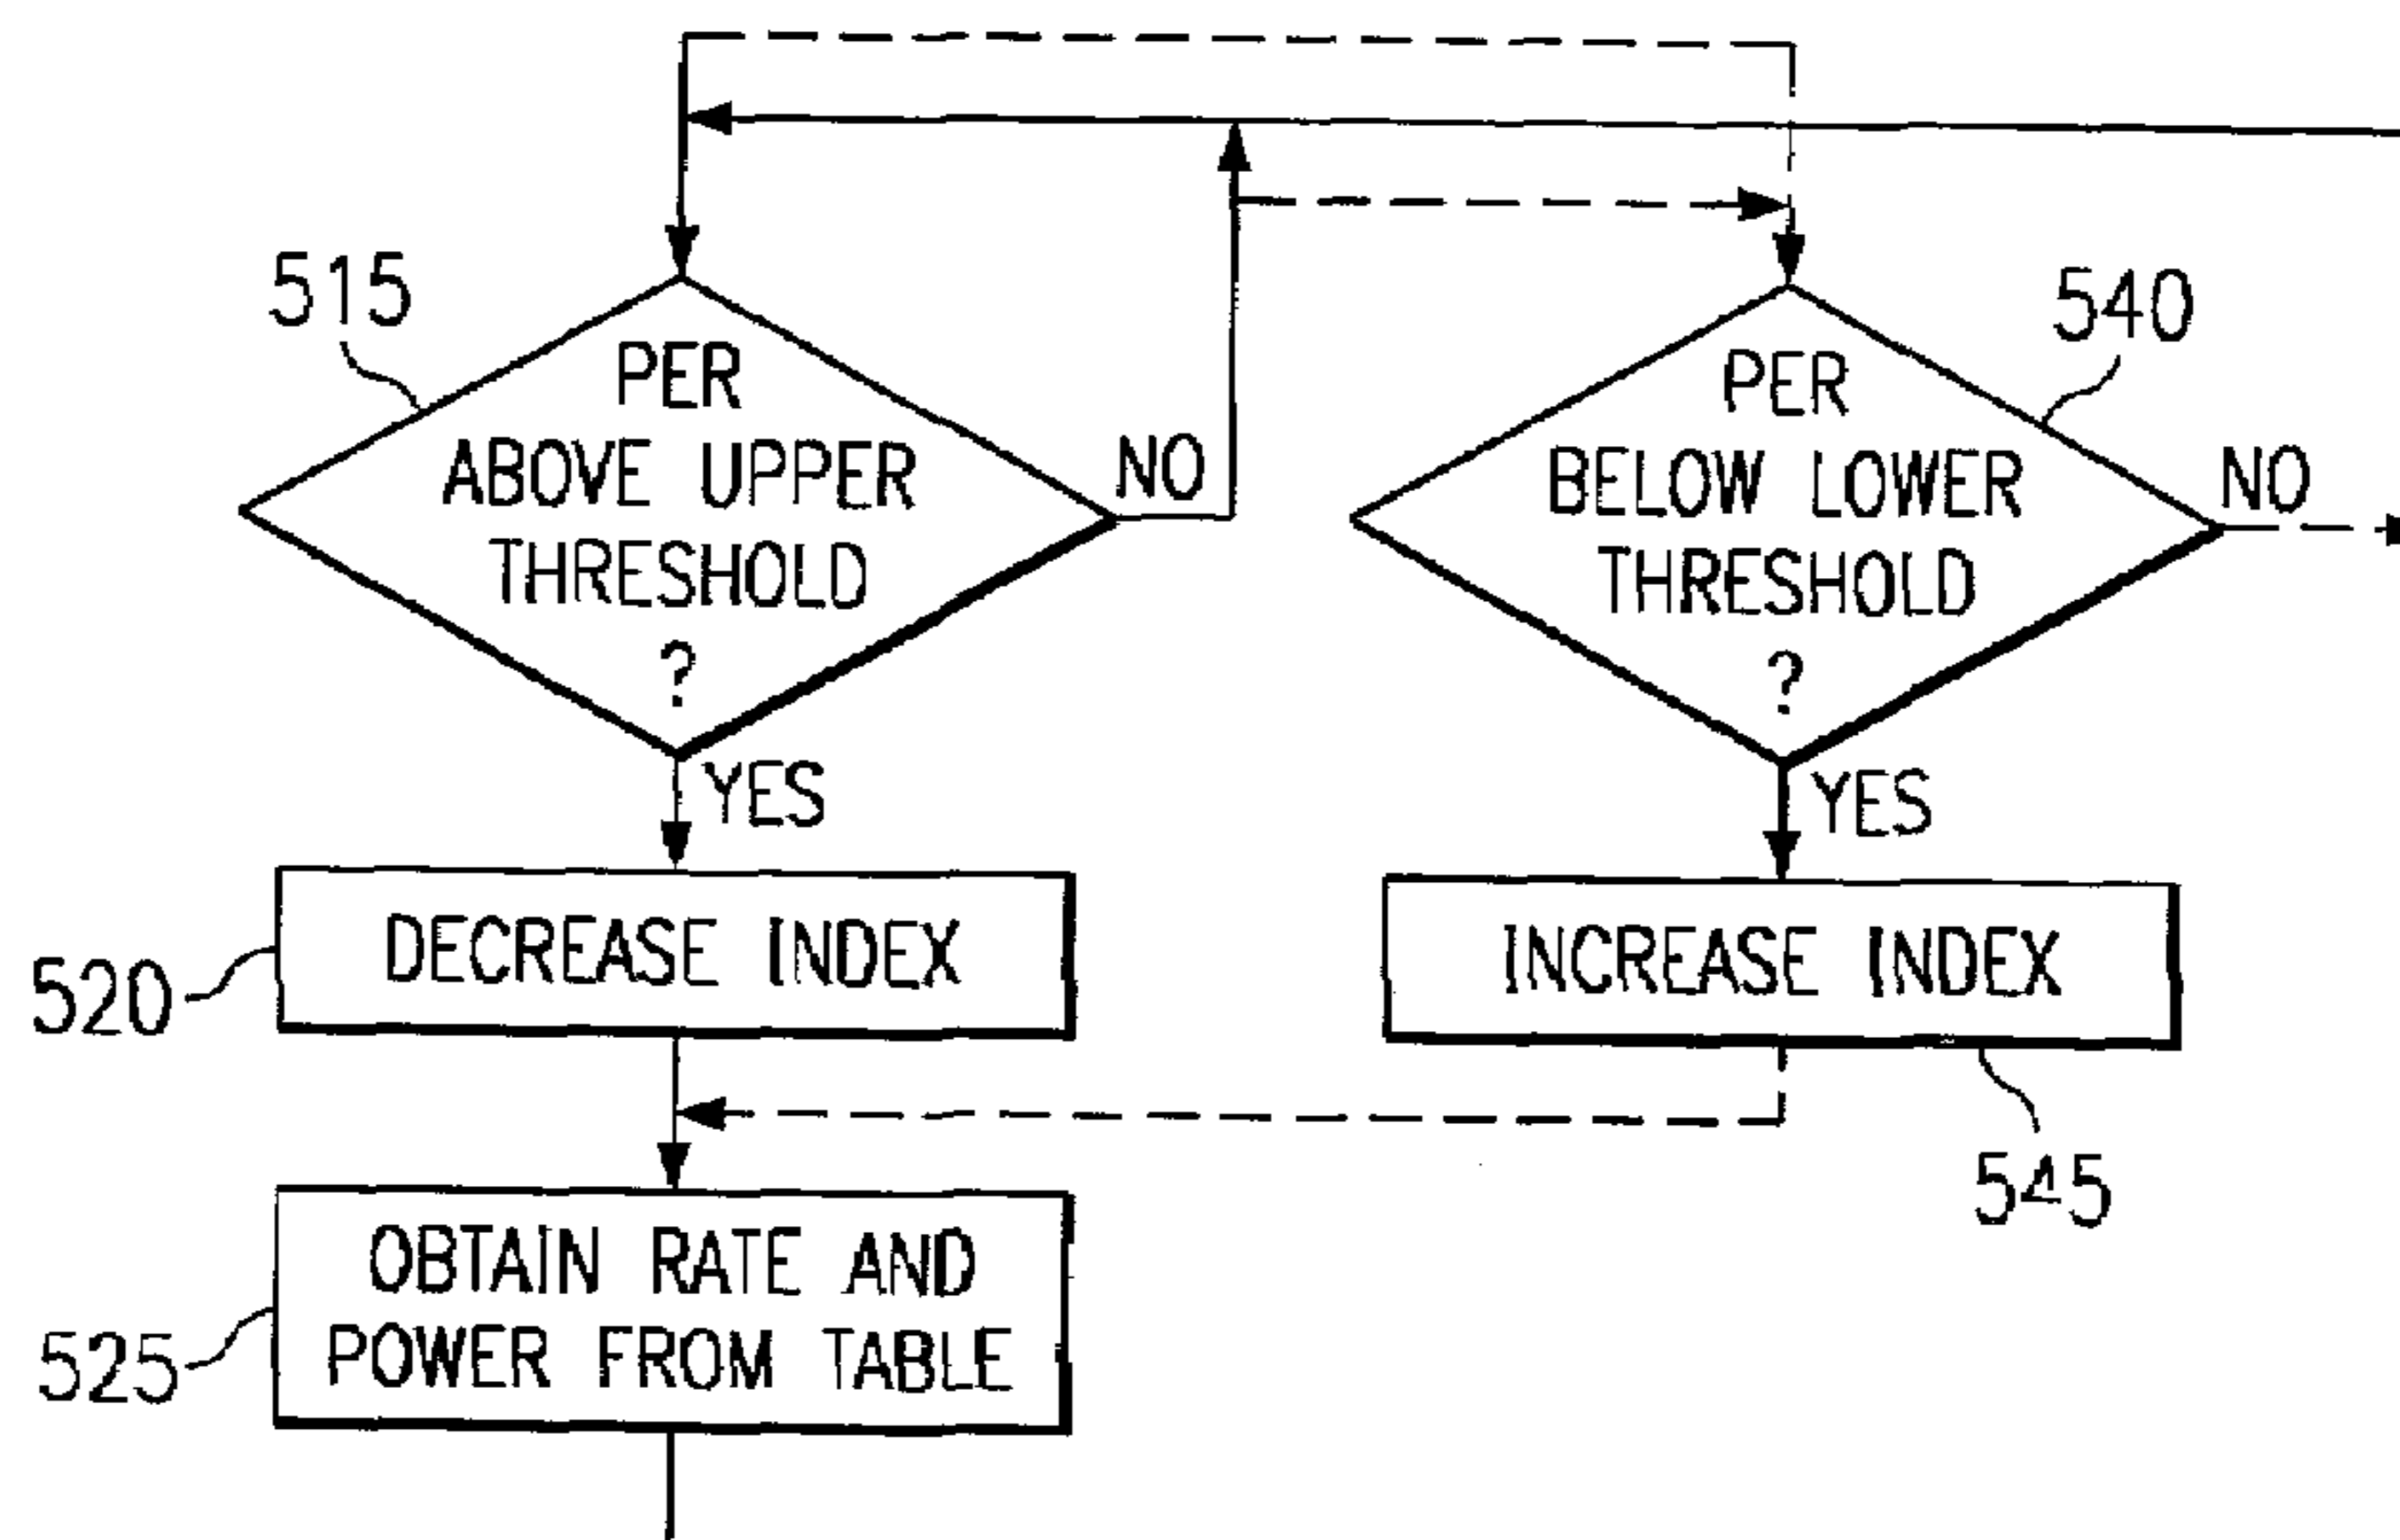 515
PER
ABOVE UPPER
THRESHOLD
?
NO
YES
540
PER
BELOW LOWER
THRESHOLD
?
NO
YES
520
DECREASE INDEX
INCREASE INDEX
545
525
OBTAIN RATE AND
POWER FROM TABLE